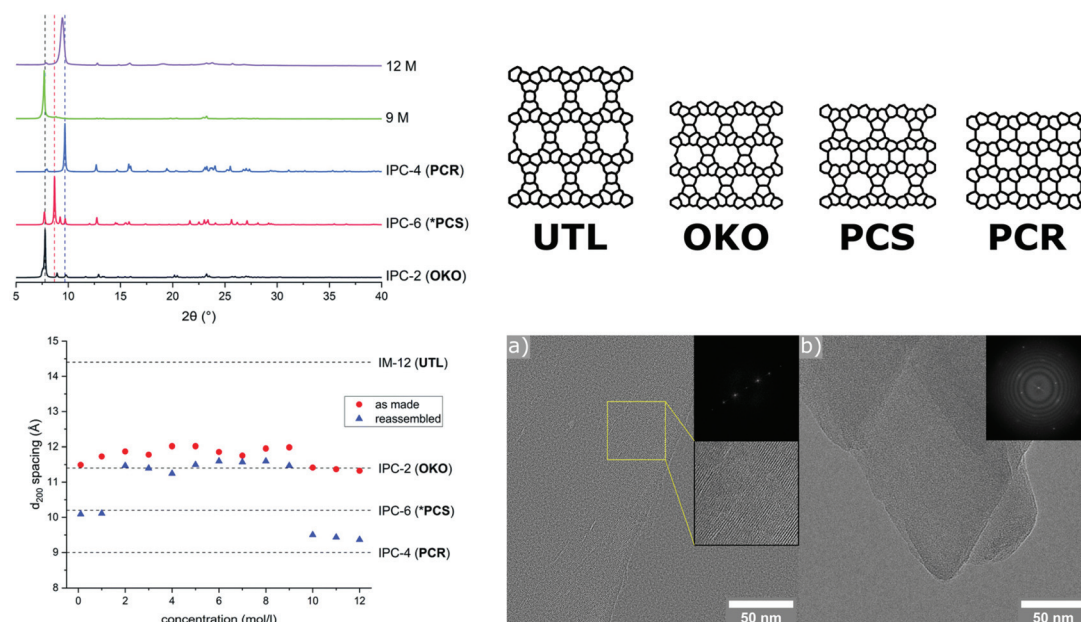 12 M
9 M
IPC-4 (PCR)
IPC-6 (*PCS)
IPC-2 (OKO)
5 10 15 20 25 30 35 40
2θ (°)
UTL OKO PCS PCR
15
14
13
12
11
10
9
8
d200 spacing (Å)
IM-12 (UTL)
as made
reassembled
IPC-2 (OKO)
IPC-6 (*PCS)
IPC-4 (PCR)
0 2 4 6 8 10 12
concentration (mol/l)
a)
50 nm
b)
50 nm